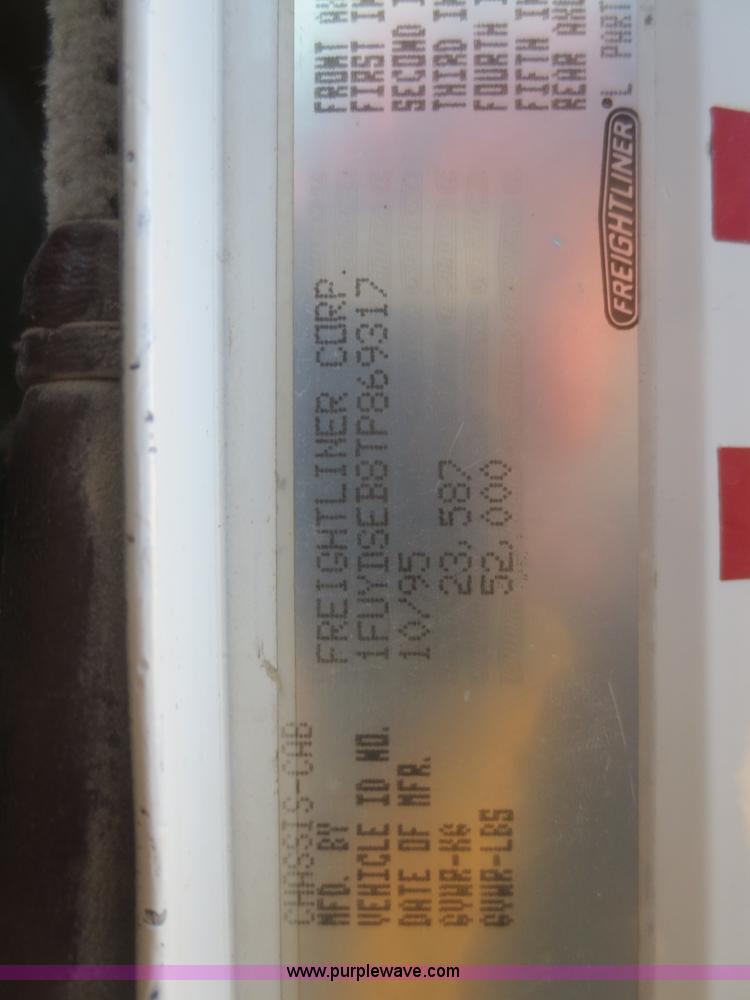 CHASSIS-CAB
MFD. BY FREIGHTLINER CORP.
VEHICLE ID NO. 1FUYDSEB8TP869317
DATE OF MFR. 10/95
GVWR-KG 23,587
GVWR-LBS 52,000
FRONT
FIRST
SECOND
THIRD
FOURTH
FIFTH
REAR
FREIGHTLINER
PART
www.purplewave.com